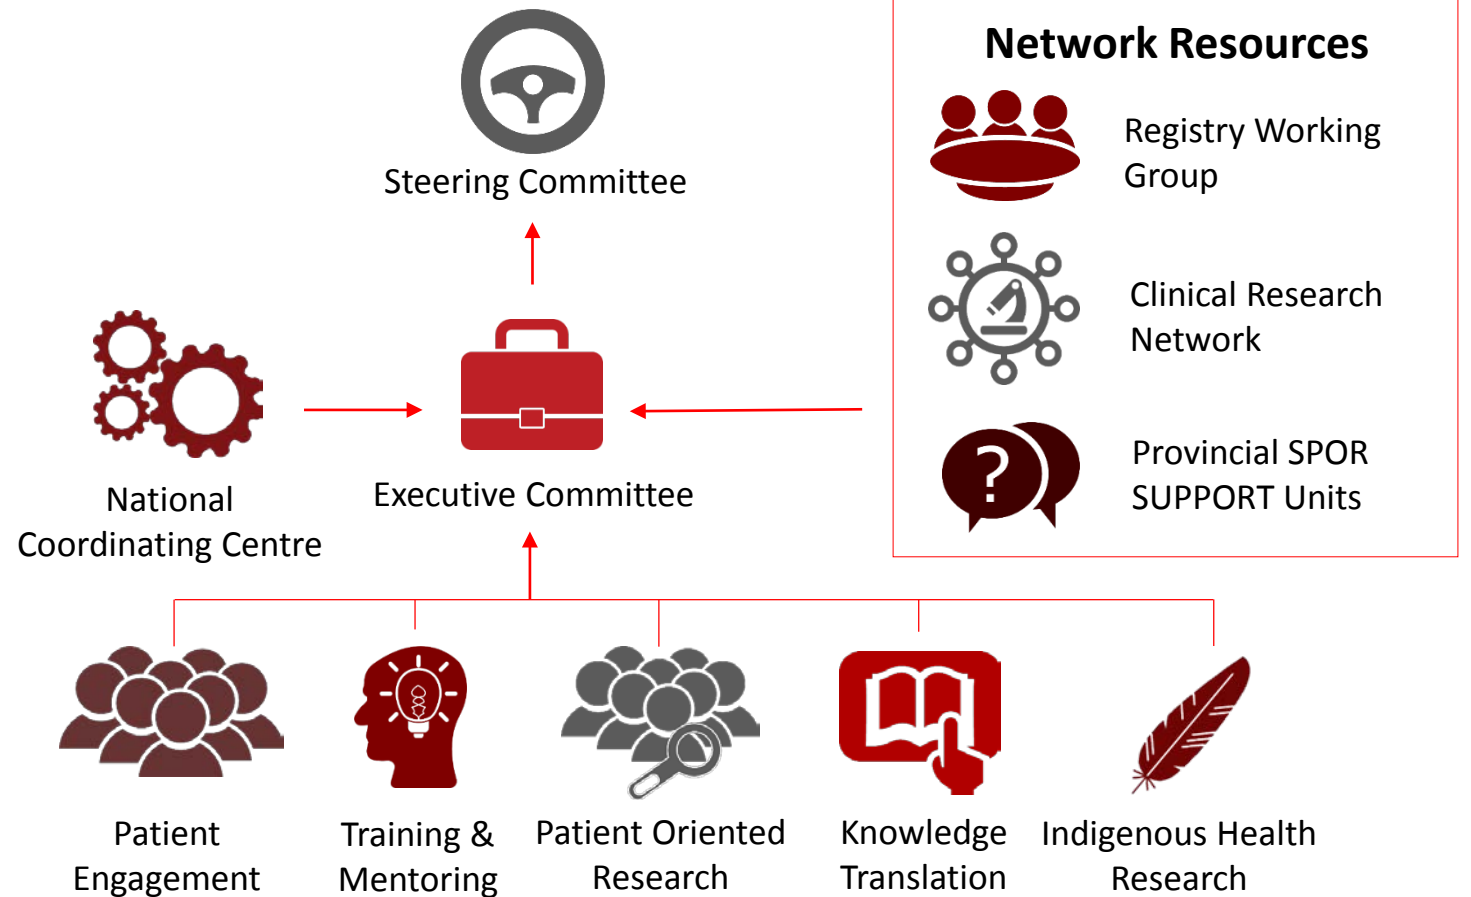 Steering Committee
Network Resources
Registry Working
Group
Clinical Research
Network
?
Provincial SPOR
SUPPORT Units
National
Coordinating Centre
Executive Committee
Patient
Engagement
Training &
Mentoring
Patient Oriented
Research
Knowledge
Translation
Indigenous Health
Research